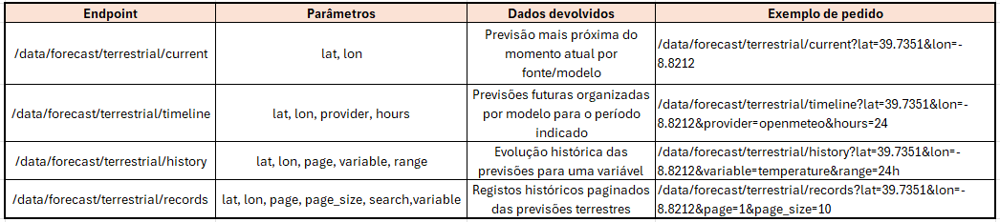 Endpoint Parâmetros Dados devolvidos Exemplo de pedido
/data/forecast/terrestrial/current
lat, lon
Previsão mais próxima do
momento atual por
fonte/modelo
/data/forecast/terrestrial/current?lat=39.7351&lon=-
8.8212
/data/forecast/terrestrial/timeline
lat, lon, provider, hours
Previsões futuras organizadas
por modelo para o período
indicado
/data/forecast/terrestrial/timeline?lat=39.7351&lon=-
8.8212&provider=openmeteo&hours=24
/data/forecast/terrestrial/history
lat, lon, page, variable, range
Evolução histórica das
previsões para uma variável
/data/forecast/terrestrial/history?lat=39.7351&lon=-
8.8212&variable=temperature&range=24h
/data/forecast/terrestrial/records
lat, lon, page, page_size, search,variable
Registos históricos paginados
das previsões terrestres
/data/forecast/terrestrial/records?lat=39.7351&lon=-
8.8212&page=1&page_size=10